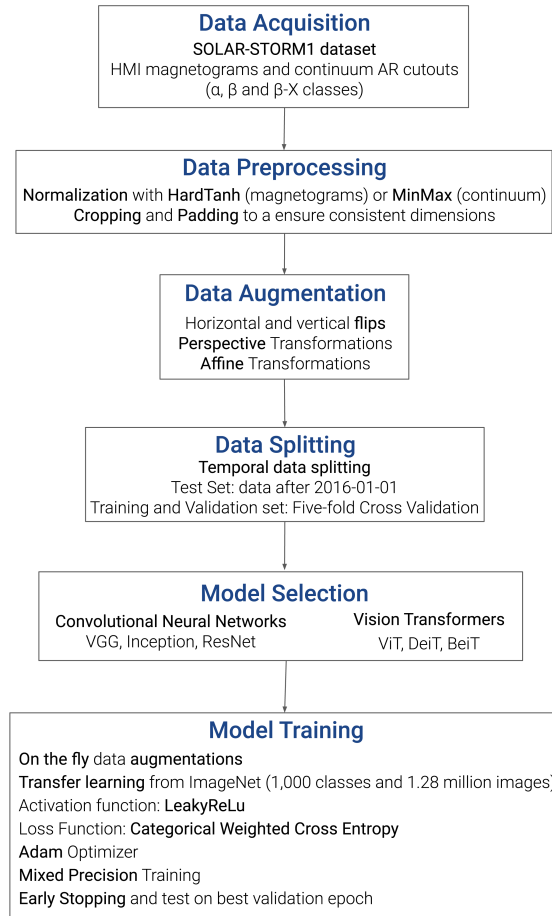 Data Acquisition
SOLAR-STORM1 dataset
HMI magnetograms and continuum AR cutouts
(α, β and β-X classes)
Data Preprocessing
Normalization with HardTanh (magnetograms) or MinMax (continuum)
Cropping and Padding to a ensure consistent dimensions
Data Augmentation
Horizontal and vertical flips
Perspective Transformations
Affine Transformations
Data Splitting
Temporal data splitting
Test Set: data after 2016-01-01
Training and Validation set: Five-fold Cross Validation
Model Selection
Convolutional Neural Networks
VGG, Inception, ResNet
Vision Transformers
ViT, DeiT, BeiT
Model Training
On the fly data augmentations
Transfer learning from ImageNet (1,000 classes and 1.28 million images)
Activation function: LeakyReLu
Loss Function: Categorical Weighted Cross Entropy
Adam Optimizer
Mixed Precision Training
Early Stopping and test on best validation epoch